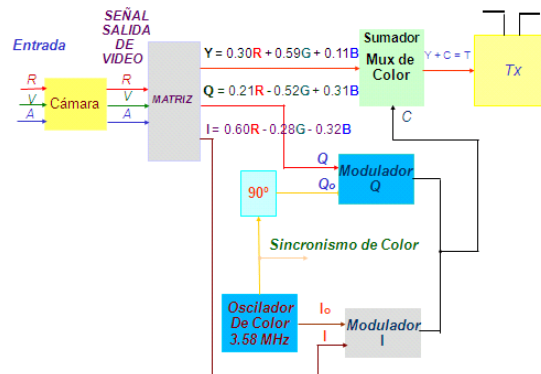 Entrada
SEÑAL
SALIDA
DE
VIDEO
R
V
A
Cámara
R
V
A
MATRIZ
Y = 0.30R + 0.59G + 0.11B
Q = 0.21R - 0.52G + 0.31B
I = 0.60R - 0.28G - 0.32B
Sumador
Mux de
Color
Y + C = T
Tx
C
Q
Qo
Modulador
Q
90º
Sincronismo de Color
Oscilador
De Color
3.58 MHz
Io
I
Modulador
I